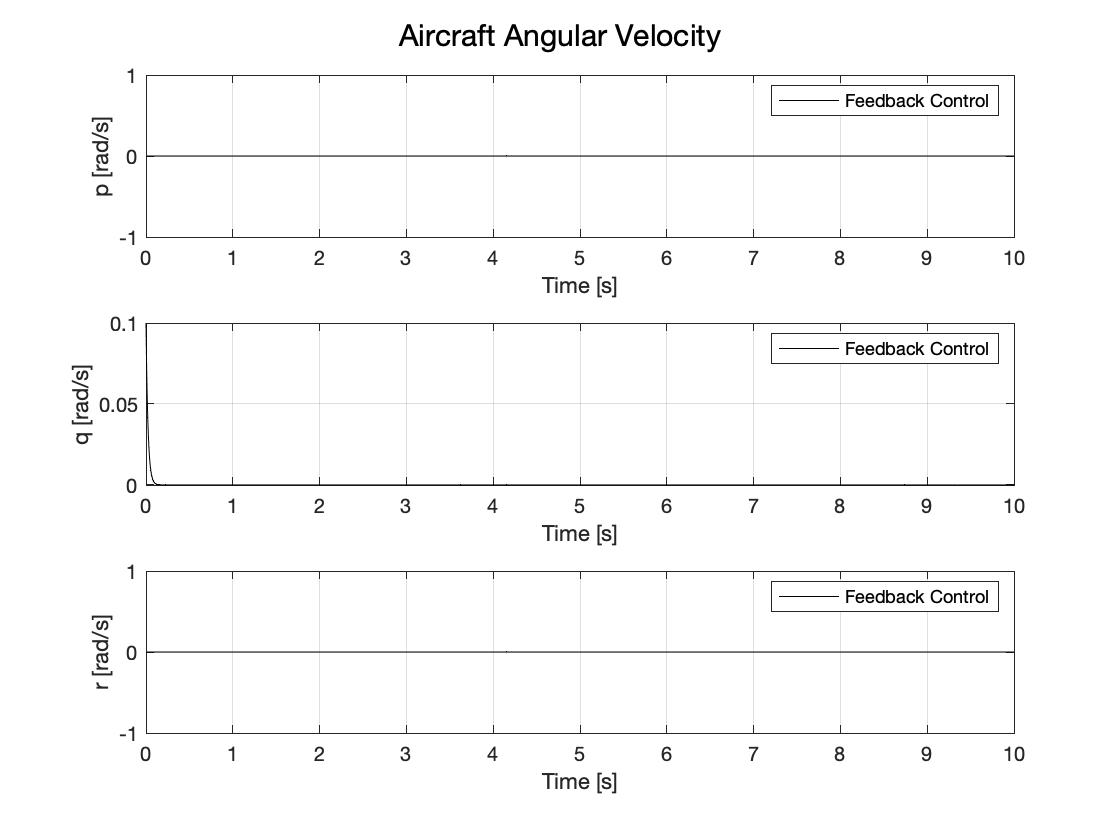 Aircraft Angular Velocity
p [rad/s]
1
0
-1
Feedback Control
0 1 2 3 4 5 6 7 8 9 10
Time [s]
q [rad/s]
0.1
0.05
0
Feedback Control
0 1 2 3 4 5 6 7 8 9 10
Time [s]
r [rad/s]
1
0
-1
Feedback Control
0 1 2 3 4 5 6 7 8 9 10
Time [s]